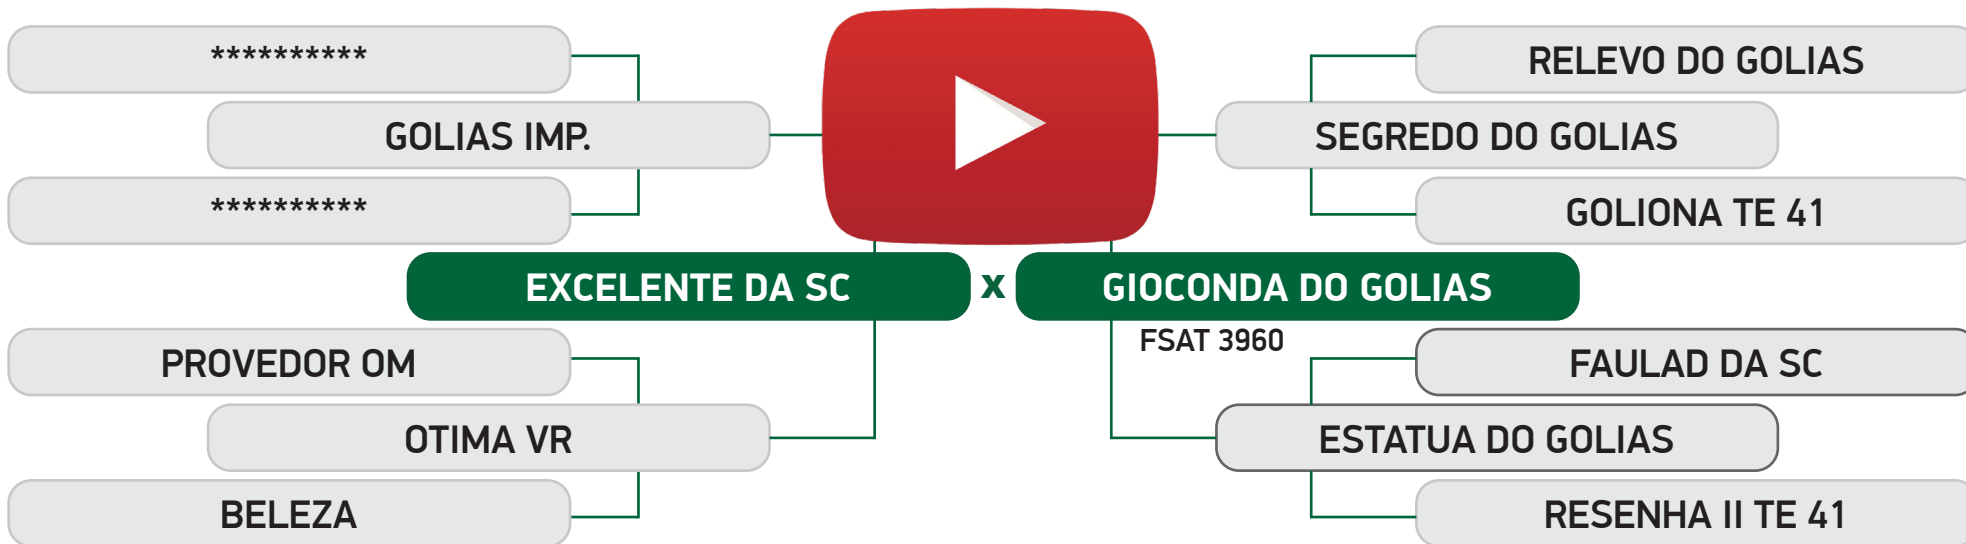 **********
RELEVO DO GOLIAS
GOLIAS IMP.
SEGREDO DO GOLIAS
**********
GOLIONA TE 41
EXCELENTE DA SC
x
GIOCONDA DO GOLIAS
FSAT 3960
PROVEDOR OM
FAULAD DA SC
OTIMA VR
ESTATUA DO GOLIAS
BELEZA
RESENHA II TE 41